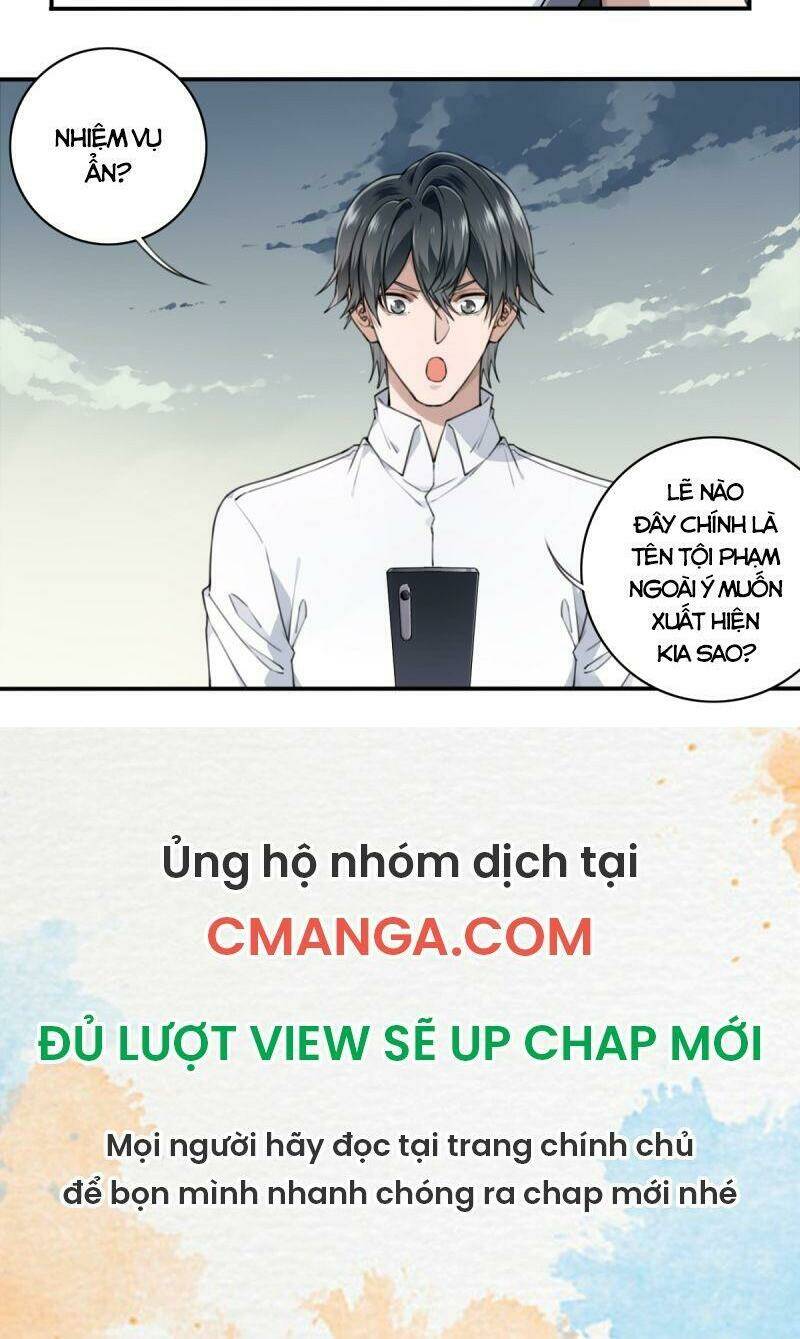 NHIỆM VỤ
ẨN?
LẼ NÀO
ĐÂY CHÍNH LÀ
TÊN TỘI PHẠM
NGOÀI Ý MUỐN
XUẤT HIỆN
KIA SAO?
Ủng hộ nhóm dịch tại
CMANGA.COM
ĐỦ LƯỢT VIEW SẼ UP CHAP MỚI
Mọi người hãy đọc tại trang chính chủ
để bọn mình nhanh chóng ra chap mới nhé